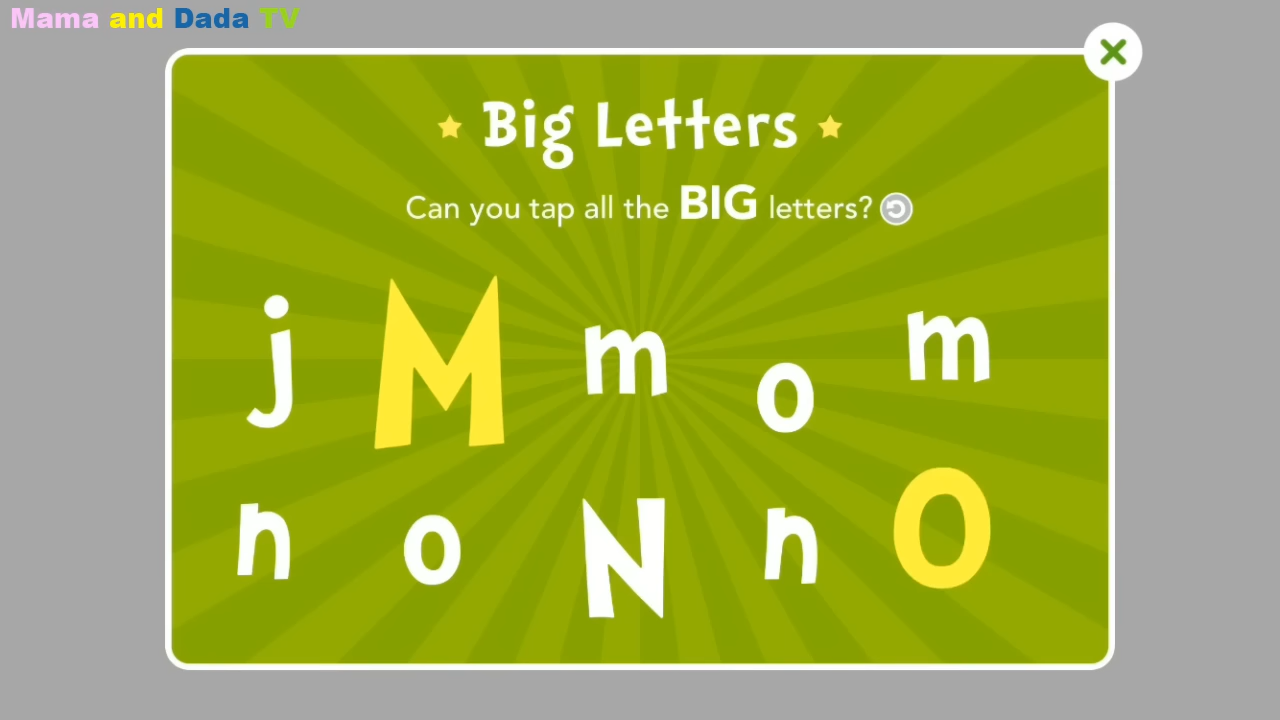 Mama and Dada TV
Big Letters
Can you tap all the BIG letters?
j M m o m
n o N n O